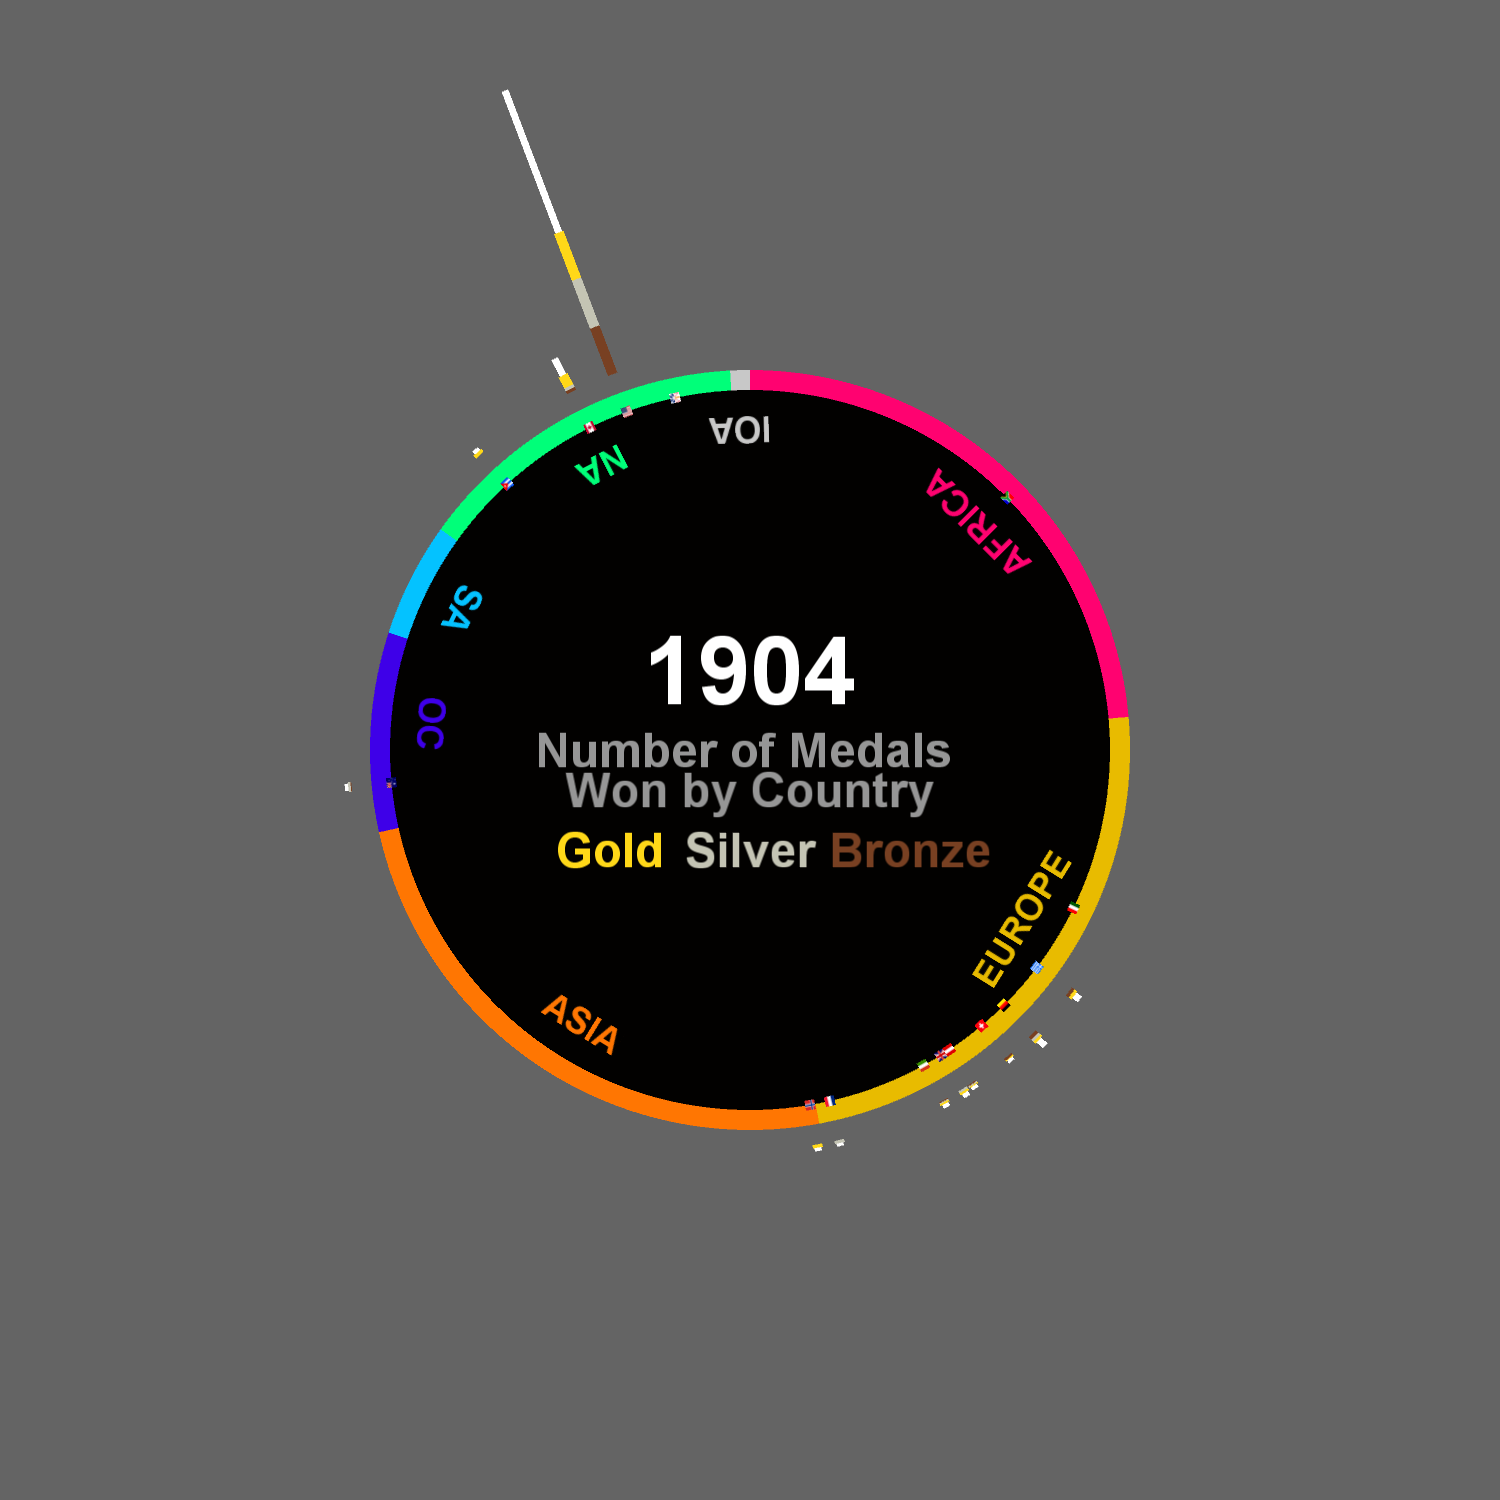 IOA
NA
AFRICA
SA
1904
OC
Number of Medals
Won by Country
Gold Silver Bronze
EUROPE
ASIA